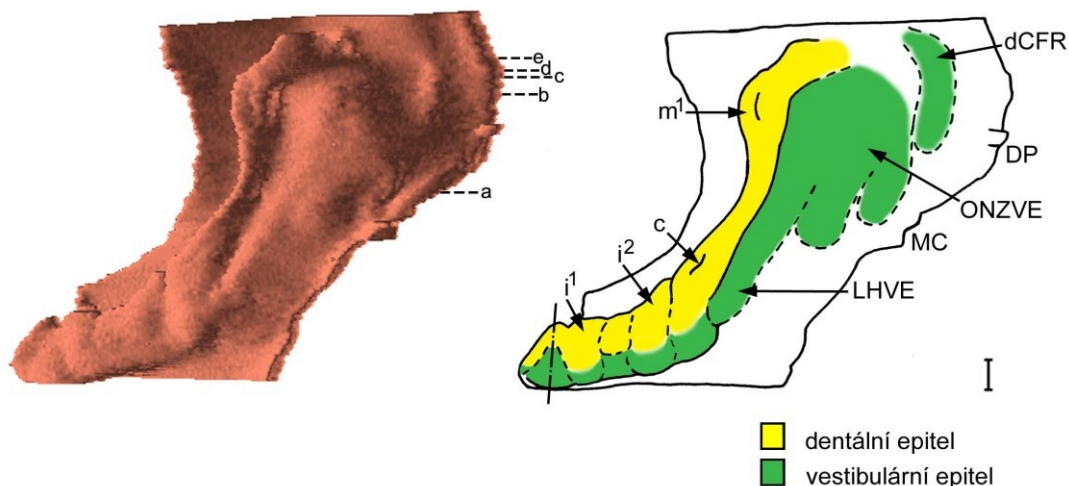 e
d
c
b
a
dCFR
m¹
DP
ONZVE
MC
c
i²
i¹
LHVE
dentální epitel
vestibulární epitel